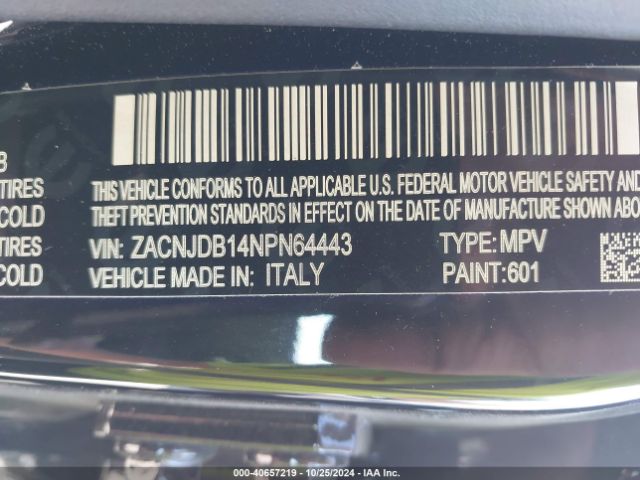 B
TIRES
COLD
TIRES
COLD
THIS VEHICLE CONFORMS TO ALL APPLICABLE U.S. FEDERAL MOTOR VEHICLE SAFETY AND
THEFT PREVENTION STANDARDS IN EFFECT ON THE DATE OF MANUFACTURE SHOWN ABOVE.
VIN: ZACNJDB14NPN64443 TYPE: MPV
VEHICLE MADE IN: ITALY PAINT: 601
000-40657219 - 10/25/2024 - IAA Inc.